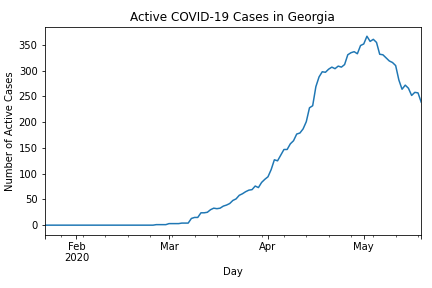 Active COVID-19 Cases in Georgia
Number of Active Cases
350
300
250
200
150
100
50
0
Feb
2020
Mar
Apr
May
Day